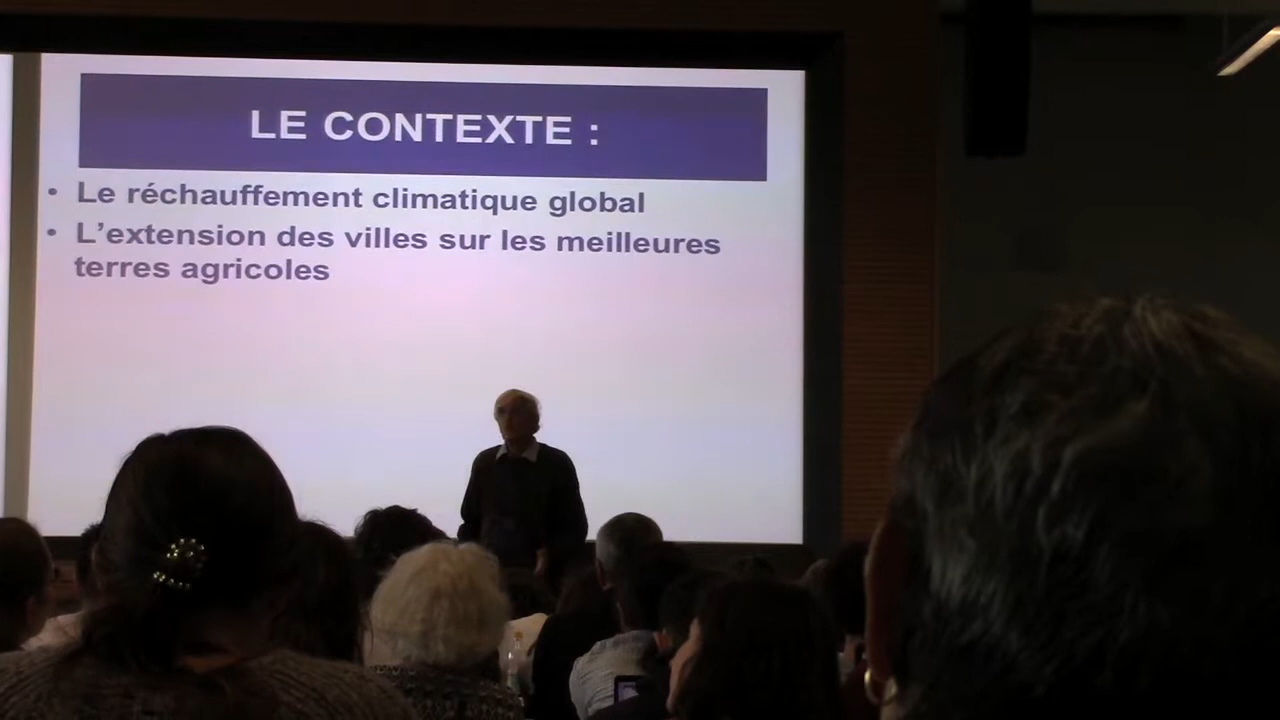 LE CONTEXTE :
• Le réchauffement climatique global
• L’extension des villes sur les meilleures
terres agricoles